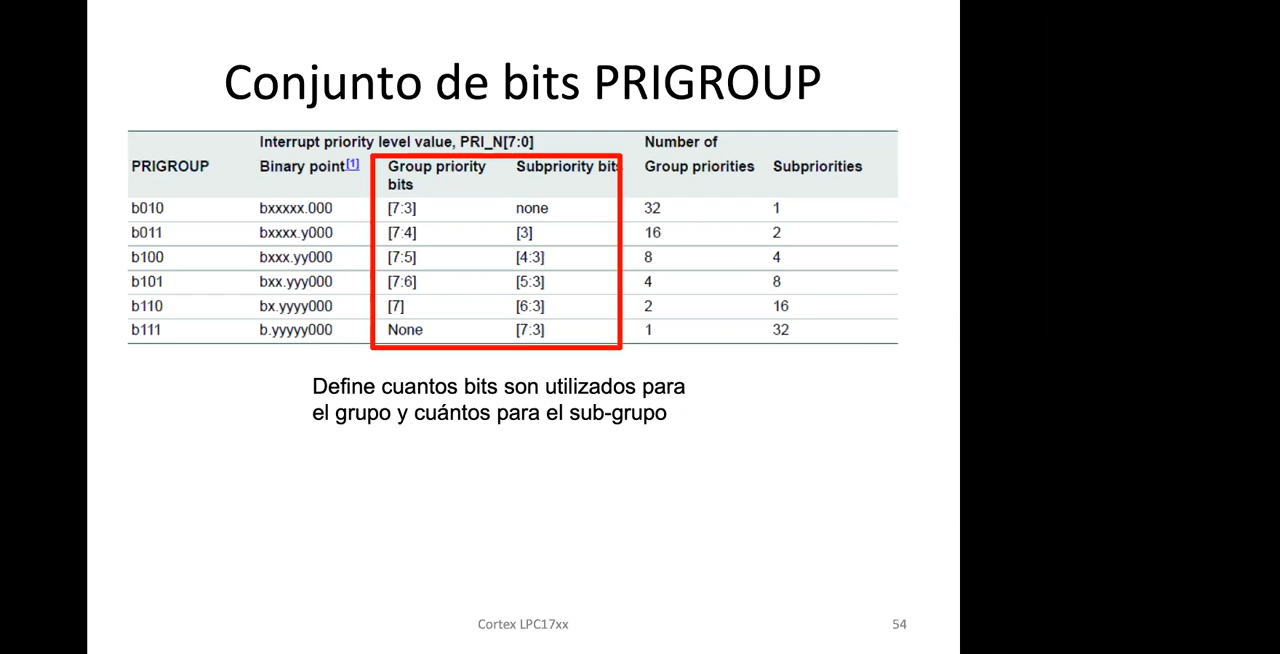 Conjunto de bits PRIGROUP
Interrupt priority level value, PRI_N[7:0] Number of
PRIGROUP Binary point[1] Group priority bits Subpriority bits Group priorities Subpriorities
b010 bxxxxx.000 [7:3] none 32 1
b011 bxxxx.y000 [7:4] [3] 16 2
b100 bxxx.yy000 [7:5] [4:3] 8 4
b101 bxx.yyy000 [7:6] [5:3] 4 8
b110 bx.yyyy000 [7] [6:3] 2 16
b111 b.yyyyy000 None [7:3] 1 32
Define cuantos bits son utilizados para
el grupo y cuántos para el sub-grupo
Cortex LPC17xx 54